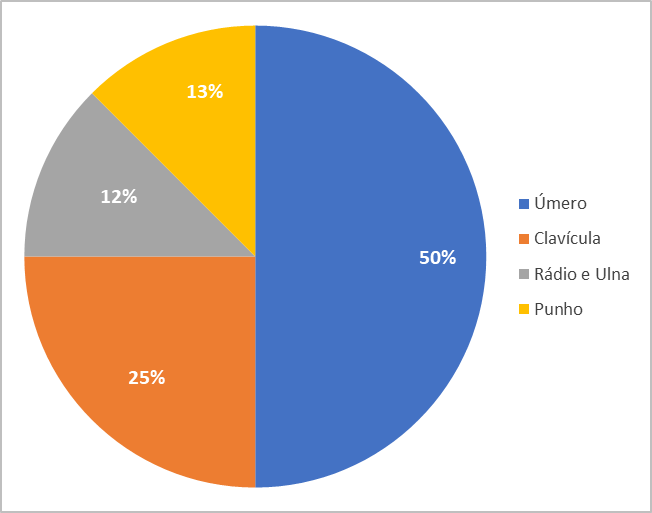 13%
12%
50%
25%
Úmero
Clavícula
Rádio e Ulna
Punho